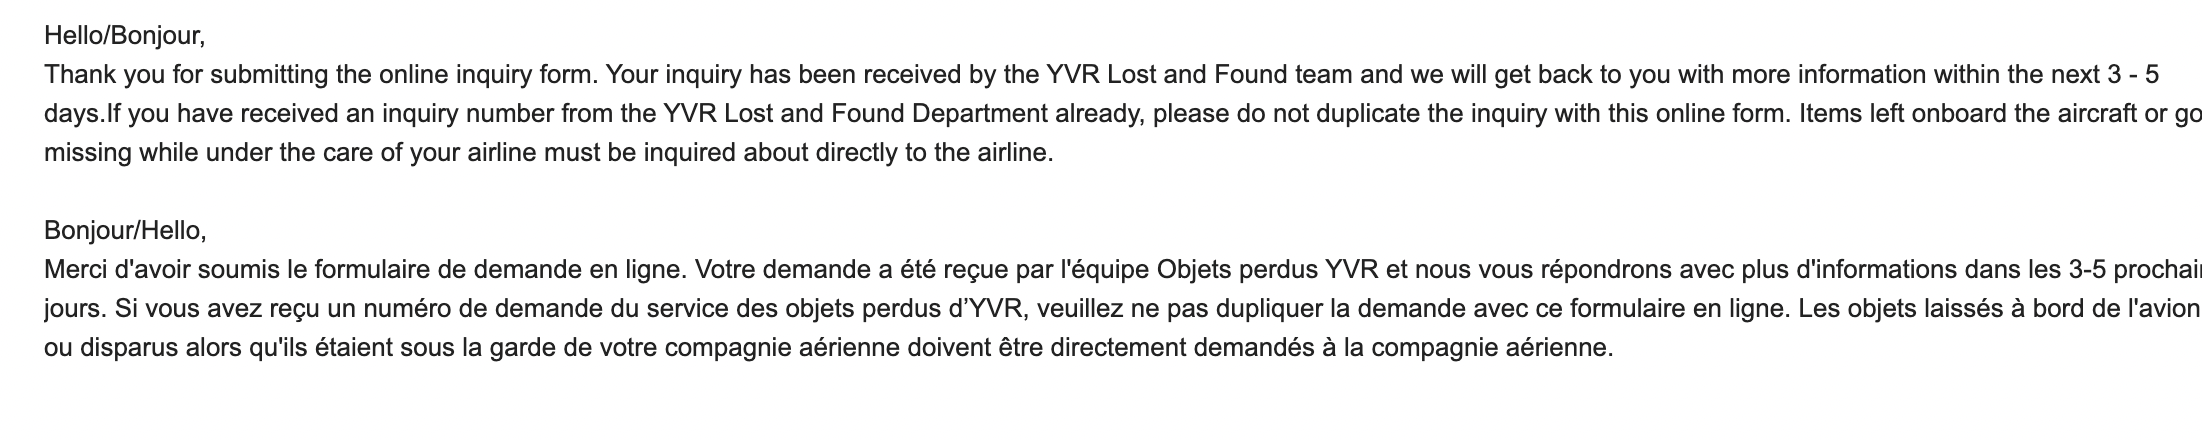 Hello/Bonjour,
Thank you for submitting the online inquiry form. Your inquiry has been received by the YVR Lost and Found team and we will get back to you with more information within the next 3 - 5
days.If you have received an inquiry number from the YVR Lost and Found Department already, please do not duplicate the inquiry with this online form. Items left onboard the aircraft or go
missing while under the care of your airline must be inquired about directly to the airline.
Bonjour/Hello,
Merci d'avoir soumis le formulaire de demande en ligne. Votre demande a été reçue par l'équipe Objets perdus YVR et nous vous répondrons avec plus d'informations dans les 3-5
jours. Si vous avez reçu un numéro de demande du service des objets perdus d’YVR, veuillez ne pas dupliquer la demande avec ce formulaire en ligne. Les objets laissés à bord de l'avion
ou disparus alors qu'ils étaient sous la garde de votre compagnie aérienne doivent être directement demandés à la compagnie aérienne.